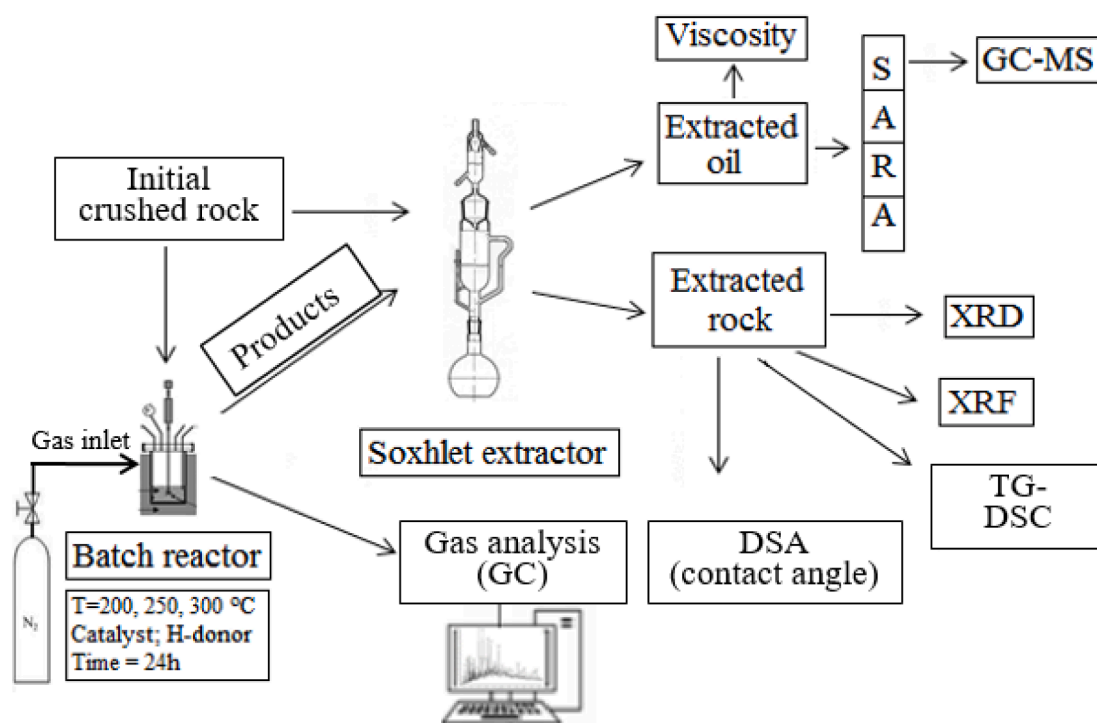 Viscosity
S
A
R
A
GC-MS
Extracted
oil
Initial
crushed rock
Products
Extracted
rock
XRD
XRF
TG-
DSC
Gas inlet
Soxhlet extractor
Batch reactor
Gas analysis
(GC)
DSA
(contact angle)
T=200, 250, 300 °C
Catalyst; H-donor
Time = 24h
N₂